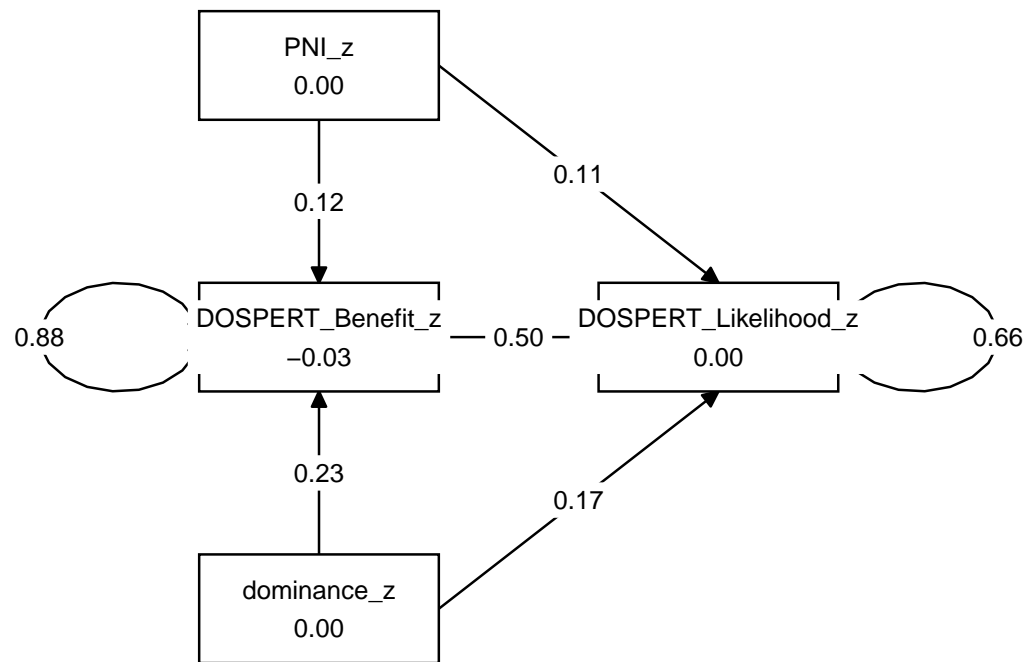 PNI_z
0.00
0.11
0.12
DOSPERT_Benefit_z
−0.03
DOSPERT_Likelihood_z
0.00
0.88
0.50
0.66
0.23
0.17
dominance_z
0.00